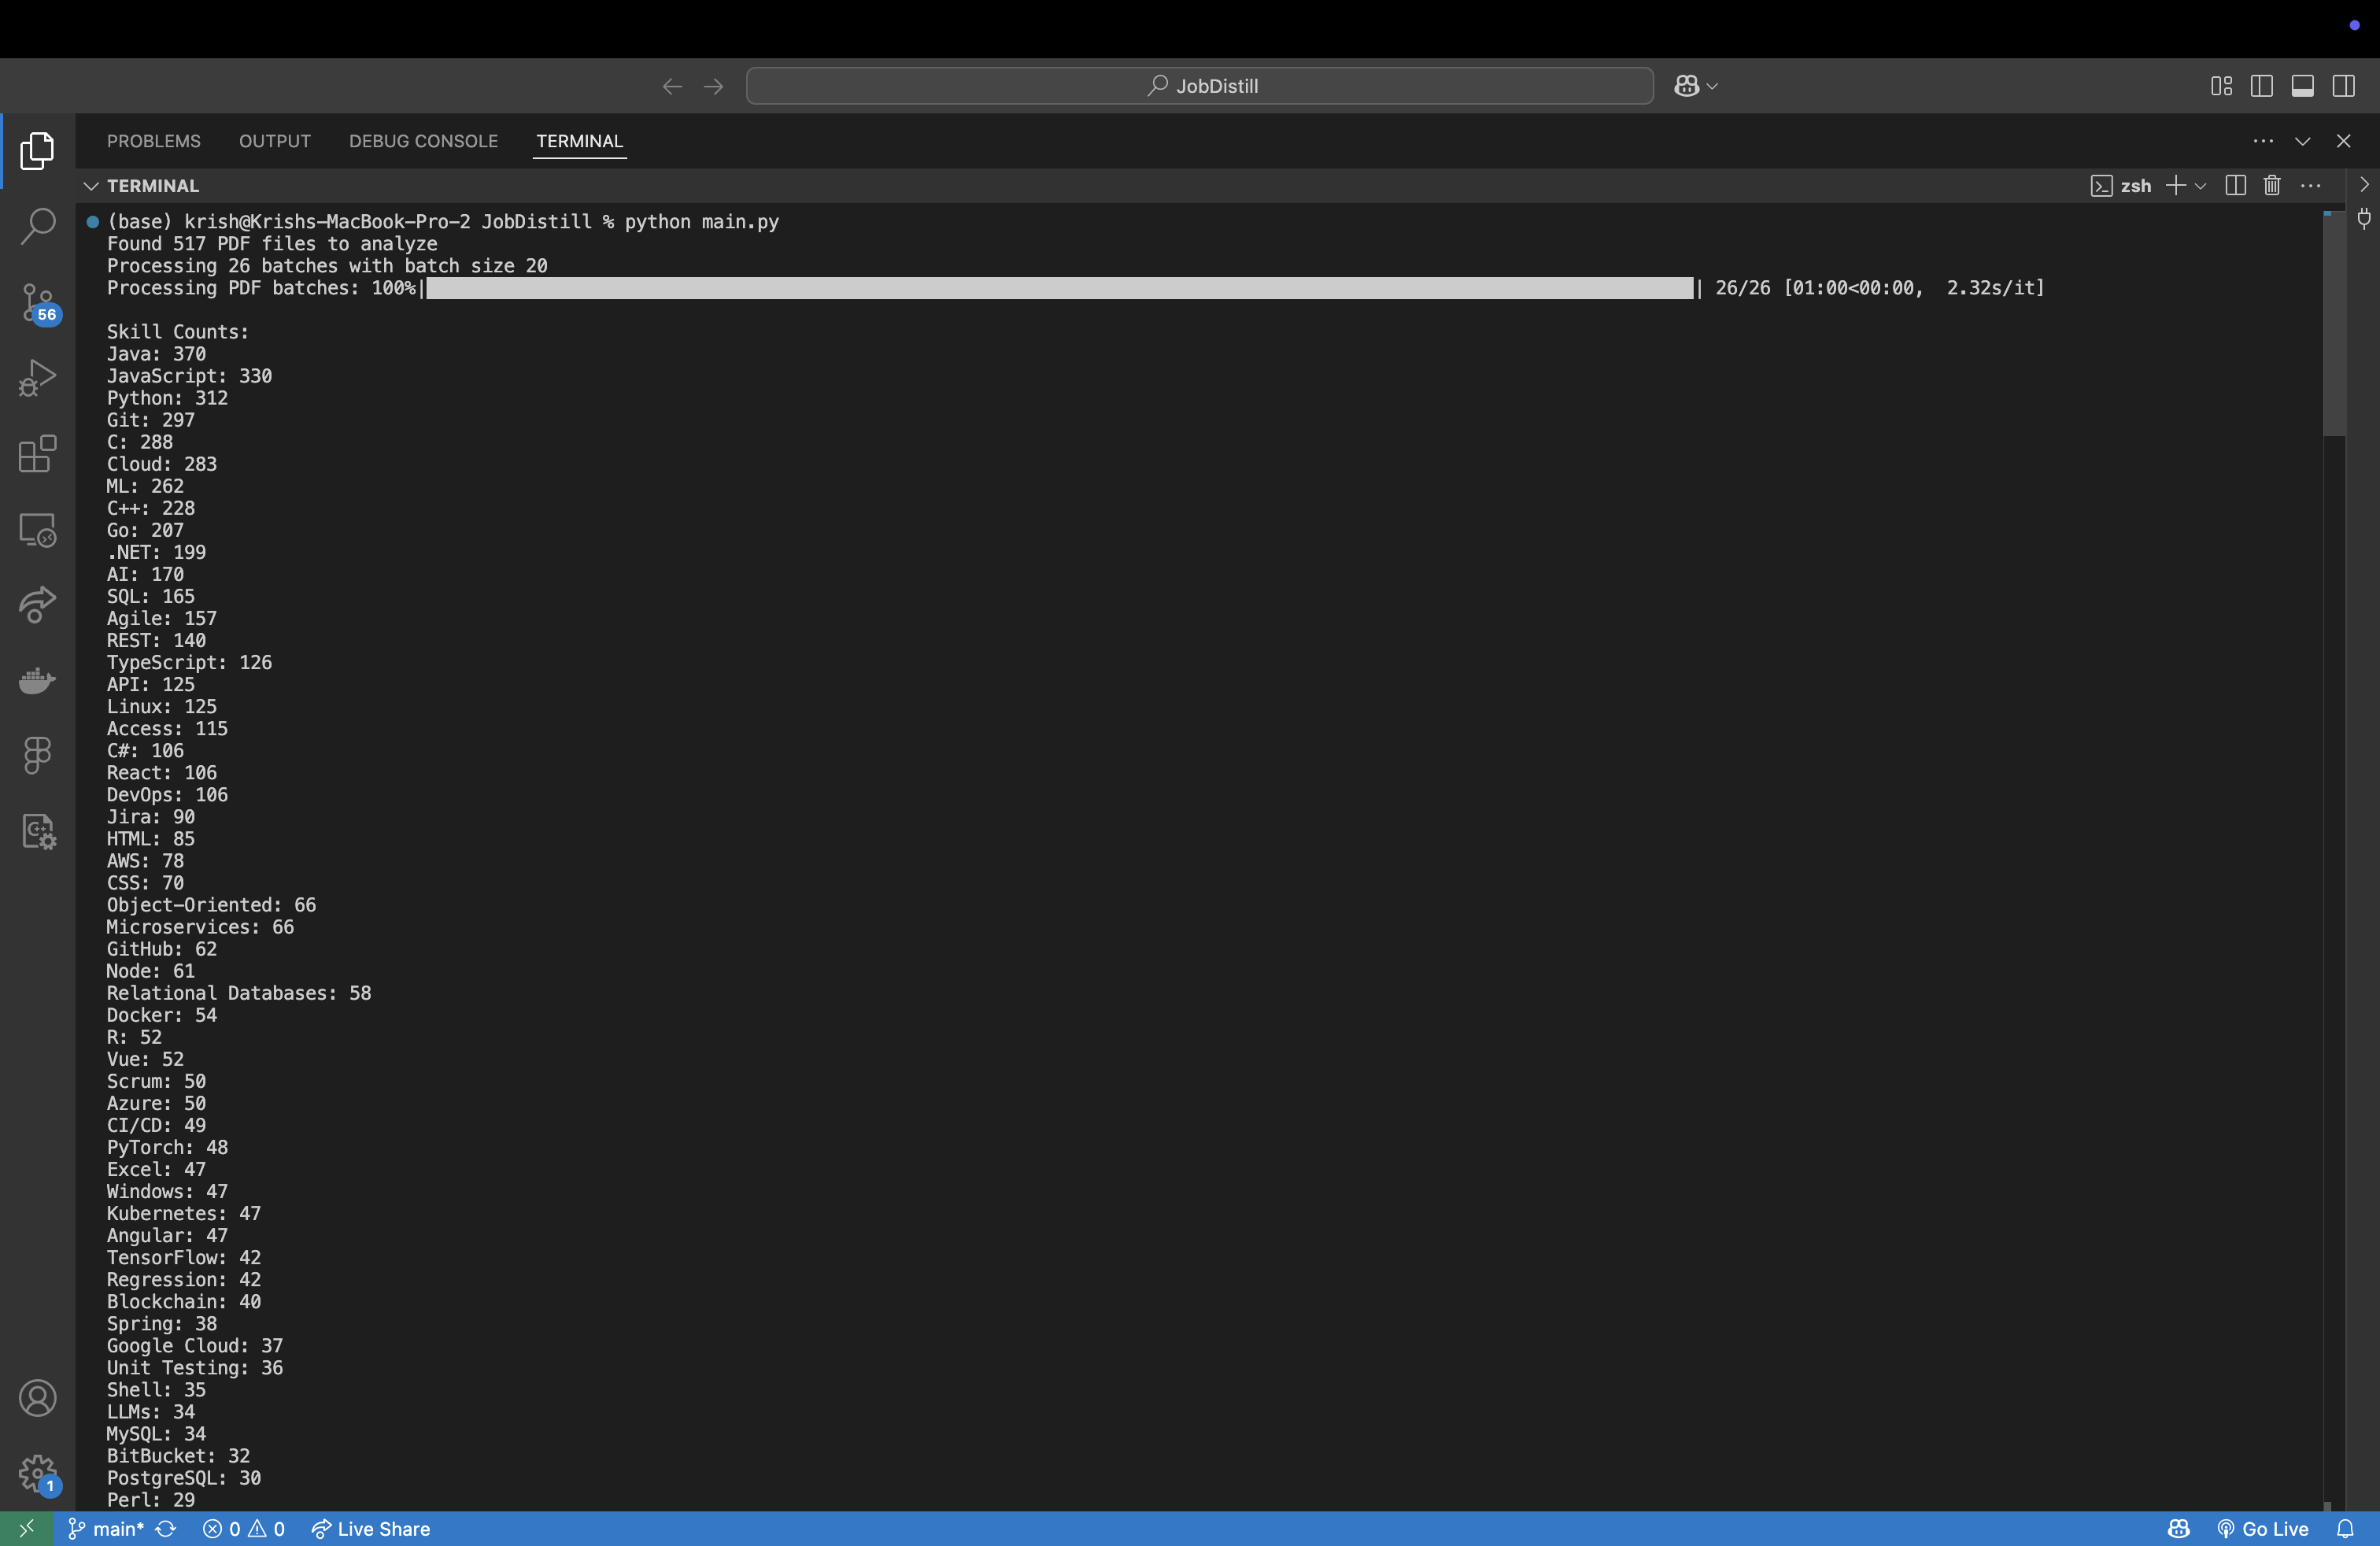 JobDistill
PROBLEMS OUTPUT DEBUG CONSOLE TERMINAL
TERMINAL
zsh
(base) krish@Krishs-MacBook-Pro-2 JobDistill % python main.py
Found 517 PDF files to analyze
Processing 26 batches with batch size 20
Processing PDF batches: 100%| | 26/26 [01:00<00:00, 2.32s/it]
Skill Counts:
Java: 370
JavaScript: 330
Python: 312
Git: 297
C: 288
Cloud: 283
ML: 262
C++: 228
Go: 207
.NET: 199
AI: 170
SQL: 165
Agile: 157
REST: 140
TypeScript: 126
API: 125
Linux: 125
Access: 115
C#: 106
React: 106
DevOps: 106
Jira: 90
HTML: 85
AWS: 78
CSS: 70
Object-Oriented: 66
Microservices: 66
GitHub: 62
Node: 61
Relational Databases: 58
Docker: 54
R: 52
Vue: 52
Scrum: 50
Azure: 50
CI/CD: 49
PyTorch: 48
Excel: 47
Windows: 47
Kubernetes: 47
Angular: 47
TensorFlow: 42
Regression: 42
Blockchain: 40
Spring: 38
Google Cloud: 37
Unit Testing: 36
Shell: 35
LLMs: 34
MySQL: 34
BitBucket: 32
PostgreSQL: 30
Perl: 29
56
1
main* 0 0 Live Share
Go Live